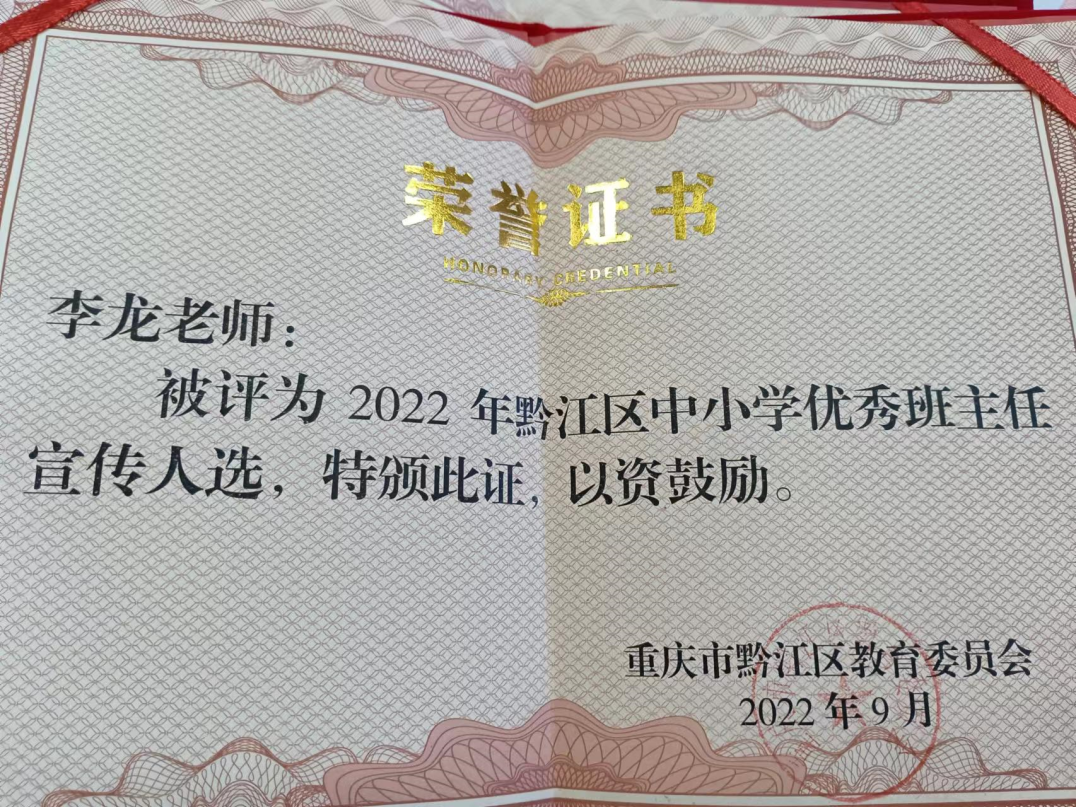 荣誉证书
HONORARY CREDENTIAL
李龙老师：
被评为 2022 年黔江区中小学优秀班主任
宣传人选，特颁此证，以资鼓励。
重庆市黔江区教育委员会
2022 年 9 月